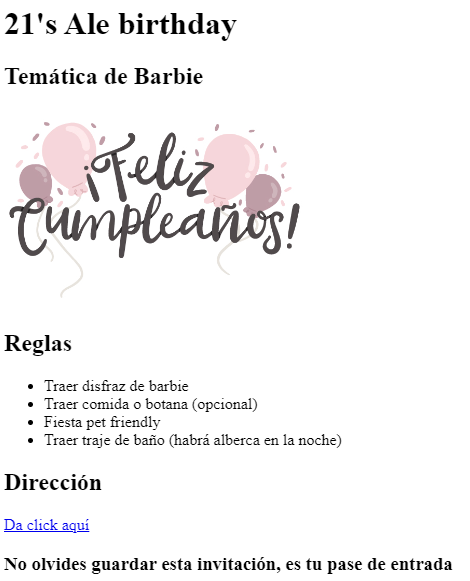 21's Ale birthday
Temática de Barbie
¡Feliz
Cumpleaños!
Reglas
Traer disfraz de barbie
Traer comida o botana (opcional)
Fiesta pet friendly
Traer traje de baño (habrá alberca en la noche)
Dirección
Da click aquí
No olvides guardar esta invitación, es tu pase de entrada